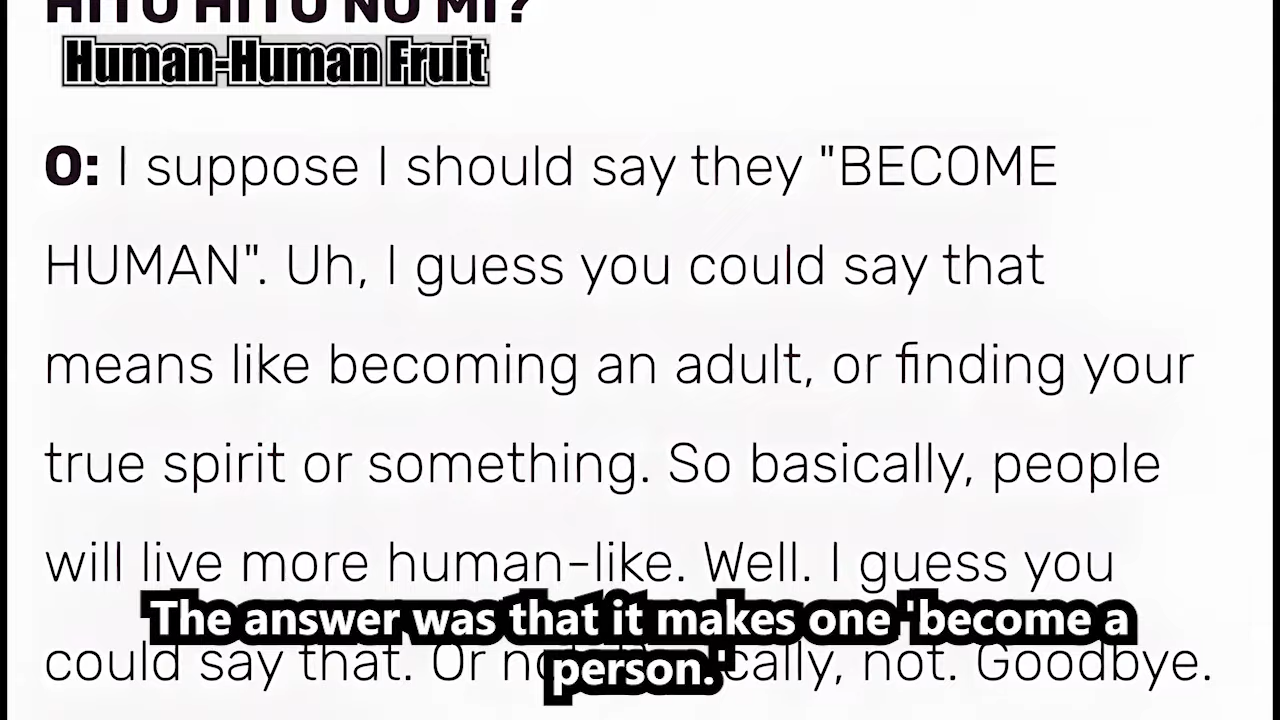 HITO HITO NO MI?
Human-Human Fruit
O: I suppose I should say they "BECOME
HUMAN". Uh, I guess you could say that
means like becoming an adult, or finding your
true spirit or something. So basically, people
will live more human-like. Well. I guess you
The answer was that it makes one 'become a
could say that. Or cally, not. Goodbye.
person.'